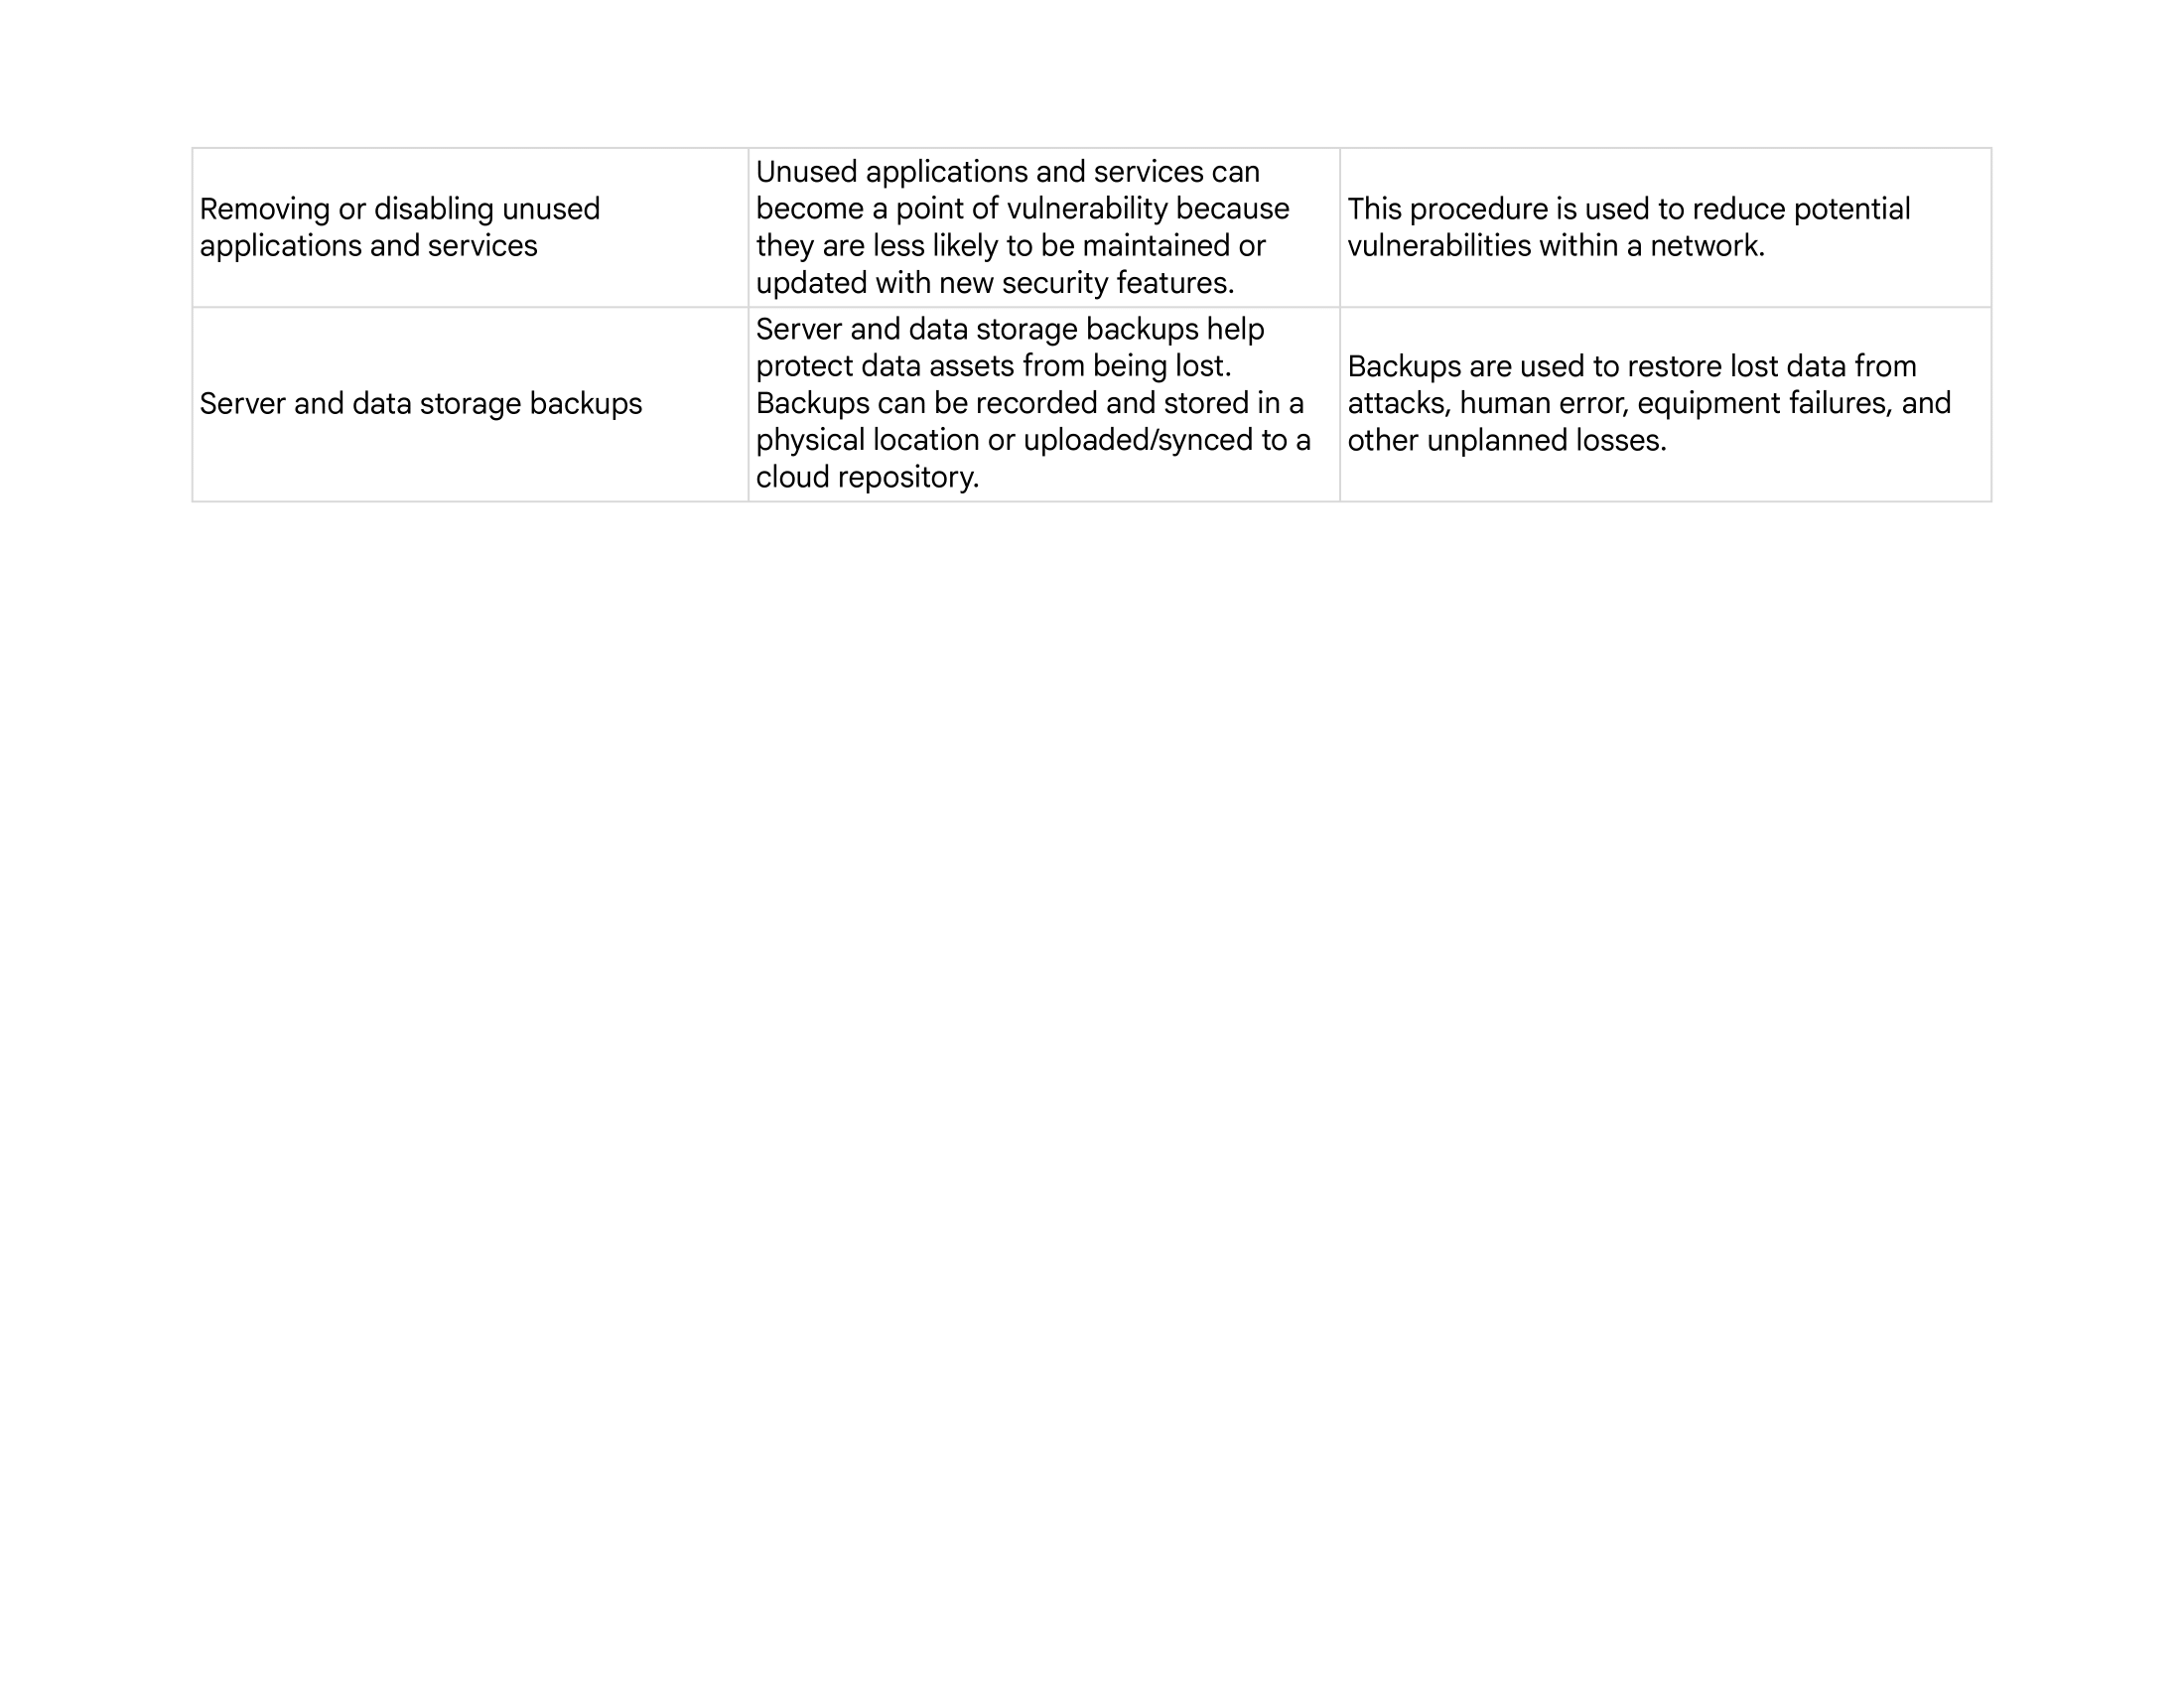 Removing or disabling unused
applications and services
Unused applications and services can
become a point of vulnerability because
they are less likely to be maintained or
updated with new security features.
This procedure is used to reduce potential
vulnerabilities within a network.
Server and data storage backups
Server and data storage backups help
protect data assets from being lost.
Backups can be recorded and stored in a
physical location or uploaded/synced to a
cloud repository.
Backups are used to restore lost data from
attacks, human error, equipment failures, and
other unplanned losses.